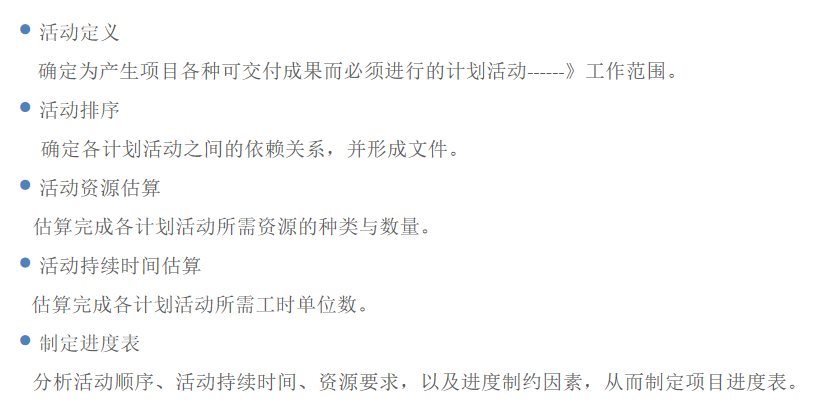 活动定义
确定为产生项目各种可交付成果而必须进行的计划活动------》工作范围。
活动排序
确定各计划活动之间的依赖关系，并形成文件。
活动资源估算
估算完成各计划活动所需资源的种类与数量。
活动持续时间估算
估算完成各计划活动所需工时单位数。
制定进度表
分析活动顺序、活动持续时间、资源要求，以及进度制约因素，从而制定项目进度表。